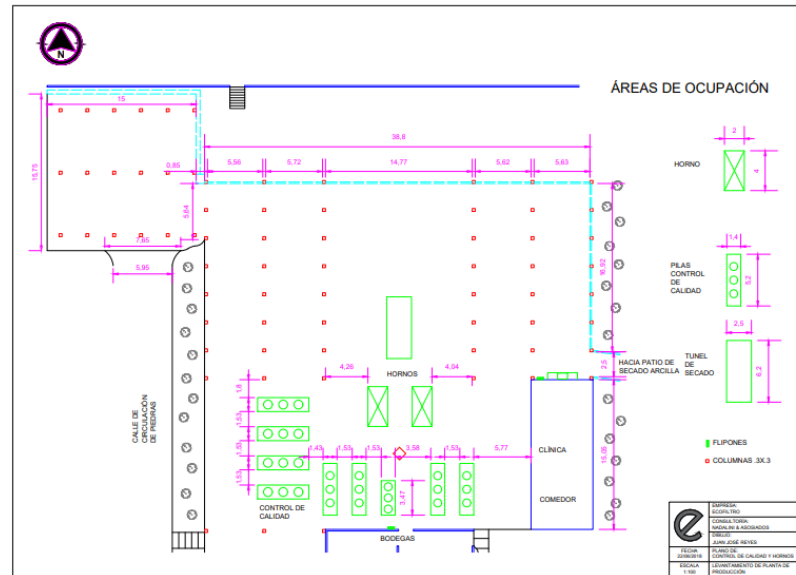 N
ÁREAS DE OCUPACIÓN
15
38,8
0,85
5,56
5,72
14,77
5,62
5,63
15,75
5,64
7,65
5,95
16,92
2,5
HACIA PATIO DE
SECADO ARCILLA
HORNOS
4,26
4,04
1,8
1,53
1,53
1,53
1,43
1,53
1,53
3,58
1,53
5,77
3,47
CALLE DE
CIRCULACIÓN
DE PIEDRAS
CONTROL DE
CALIDAD
BODEGAS
CLÍNICA
COMEDOR
15,05
HORNO
2
4
PILAS
CONTROL
DE
CALIDAD
1,4
5,2
TUNEL
DE
SECADO
2,5
6,2
FLIPONES
COLUMNAS .3X.3
e
EMPRESA:
ECOFILTRO
CONSULTORÍA:
NADALINI & ASOCIADOS
DIBUJO:
JUAN JOSÉ REYES
FECHA
PLANO DE:
CONTROL DE CALIDAD Y HORNOS
ESCALA
1:100
LEVANTAMIENTO DE PLANTA DE
PRODUCCIÓN